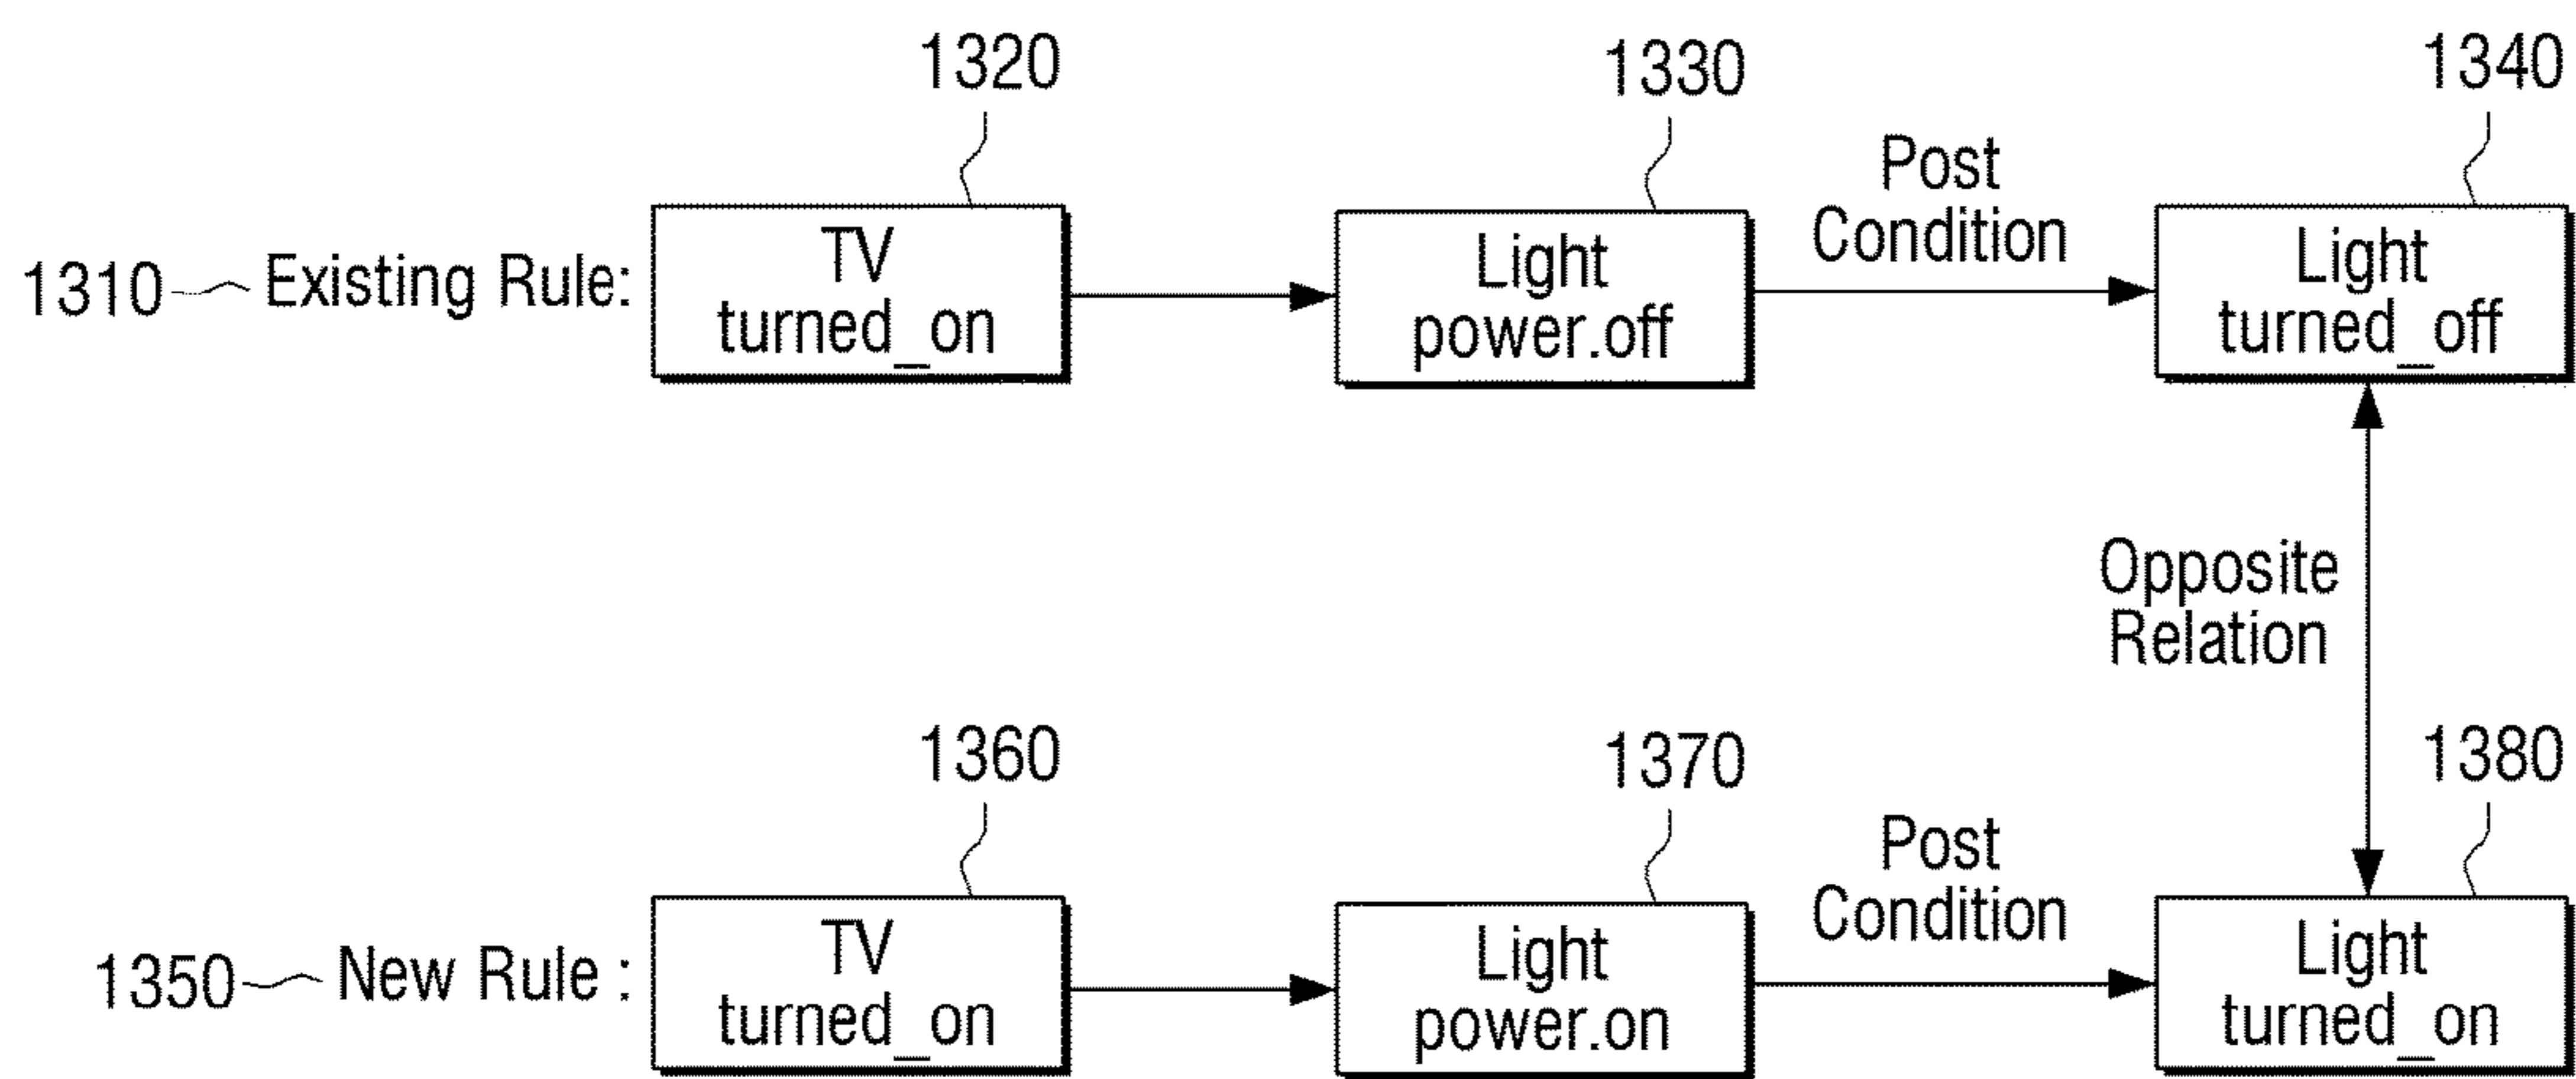 1320
1330
1340
Post
Condition
1310
Existing Rule:
TV
turned_on
Light
power.off
Light
turned_off
Opposite
Relation
1360
1370
1380
Post
Condition
1350
New Rule :
TV
turned_on
Light
power.on
Light
turned_on